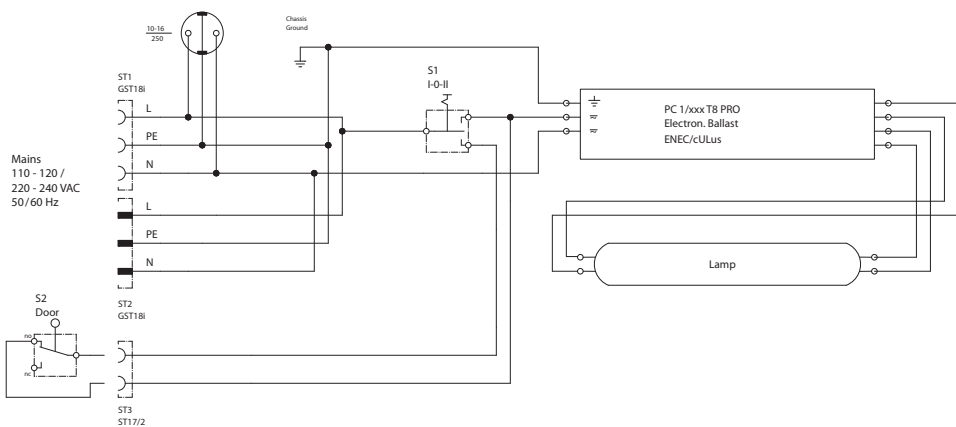 10-16
250
Chassis
Ground
ST1
GST18i
S1
I-0-II
L
PE
N
PC 1/xxx T8 PRO
Electron. Ballast
ENEC/cULus
Mains
110 - 120 /
220 - 240 VAC
50/60 Hz
L
PE
N
Lamp
S2
Door
ST2
GST18i
no
nc
ST3
ST17/2